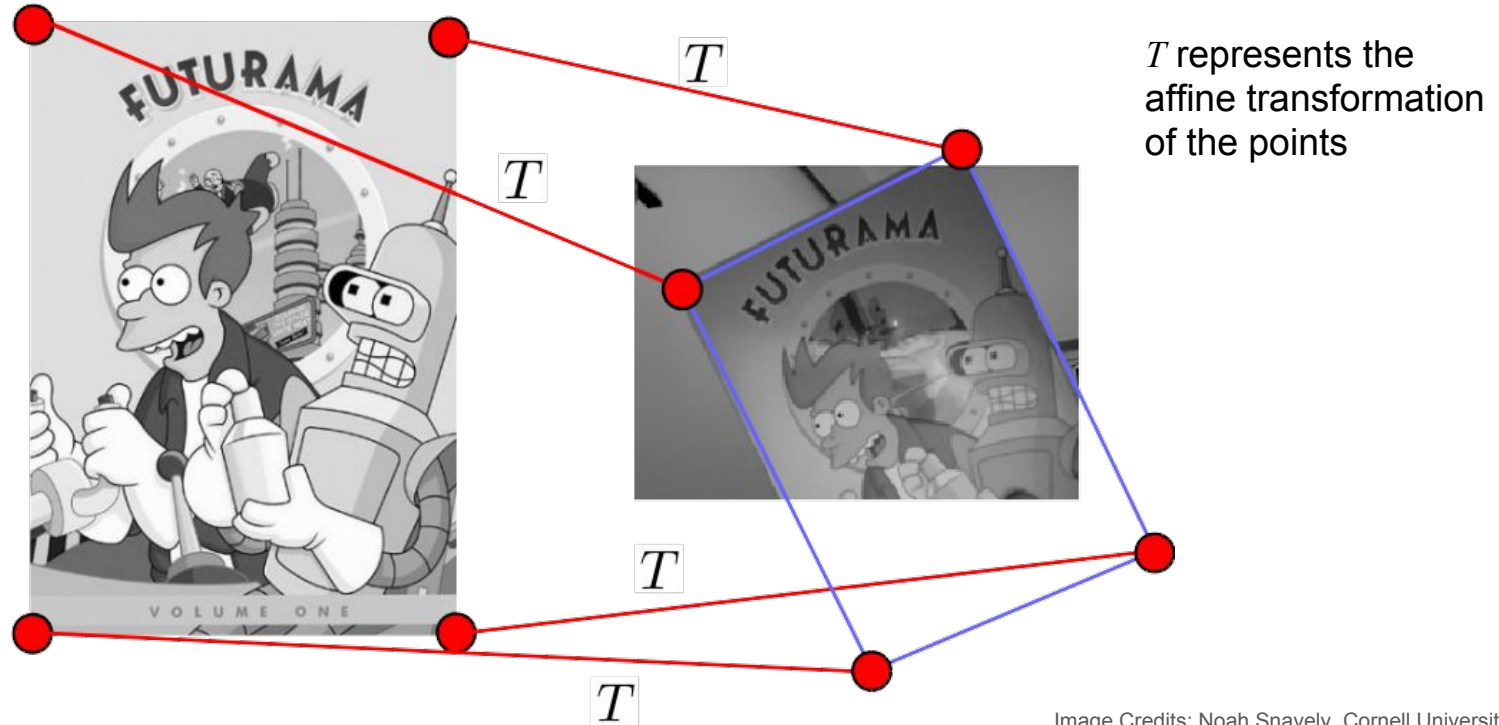 FUTURAMA
T
T
T represents the
affine transformation
of the points
FUTURAMA
T
VOLUME ONE
T
Image Credits: Noah Snavely, Cornell Universit